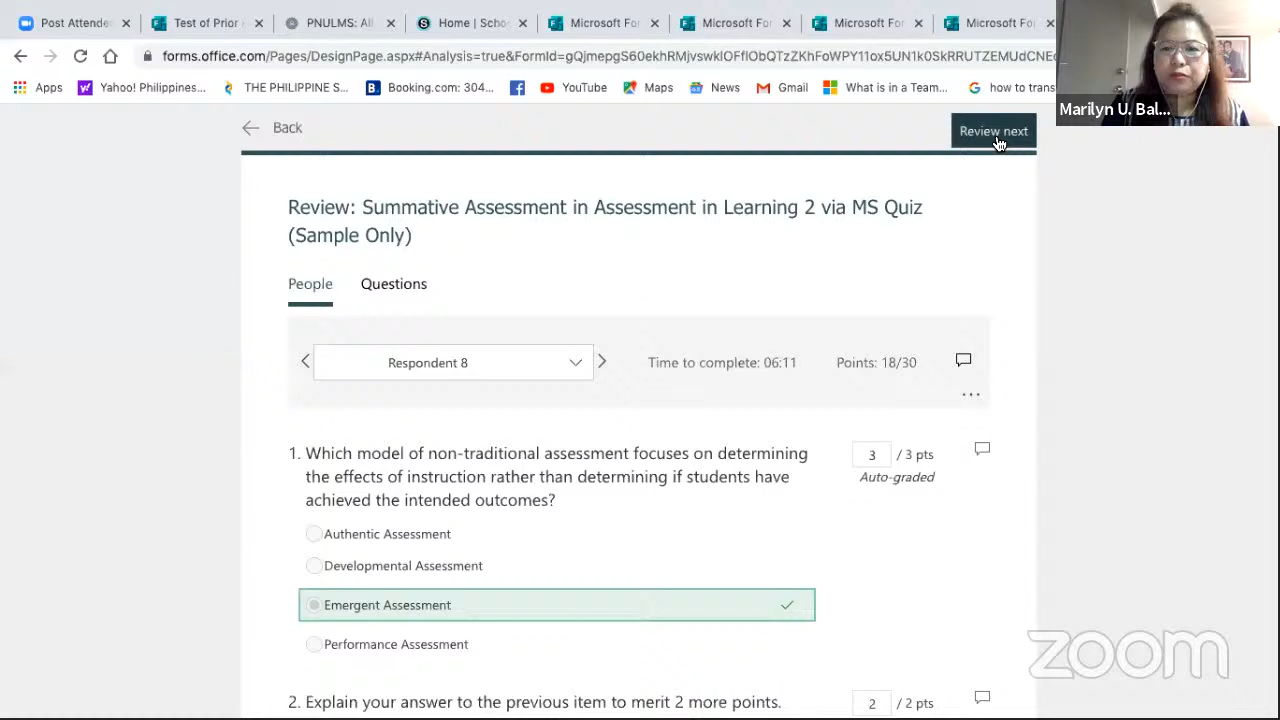 Post Attende
Test of Prior
PNULMS: All
Home | Scho
Microsoft For
Microsoft For
Microsoft For
Microsoft Fo
forms.office.com/Pages/DesignPage.aspx#Analysis=true&FormId=
Apps
Yahoo! Philippines...
THE PHILIPPINE S...
Booking.com: 304...
YouTube
Maps
News
Gmail
What is in a Team...
how to trans
Marilyn U. Bal...
Back
Review next
Review: Summative Assessment in Assessment in Learning 2 via MS Quiz
(Sample Only)
People
Questions
Respondent 8
Time to complete: 06:11
Points: 18/30
1. Which model of non-traditional assessment focuses on determining
the effects of instruction rather than determining if students have
achieved the intended outcomes?
3 / 3 pts
Auto-graded
Authentic Assessment
Developmental Assessment
Emergent Assessment
Performance Assessment
zoom
2. Explain your answer to the previous item to merit 2 more points.
2 / 2 pts